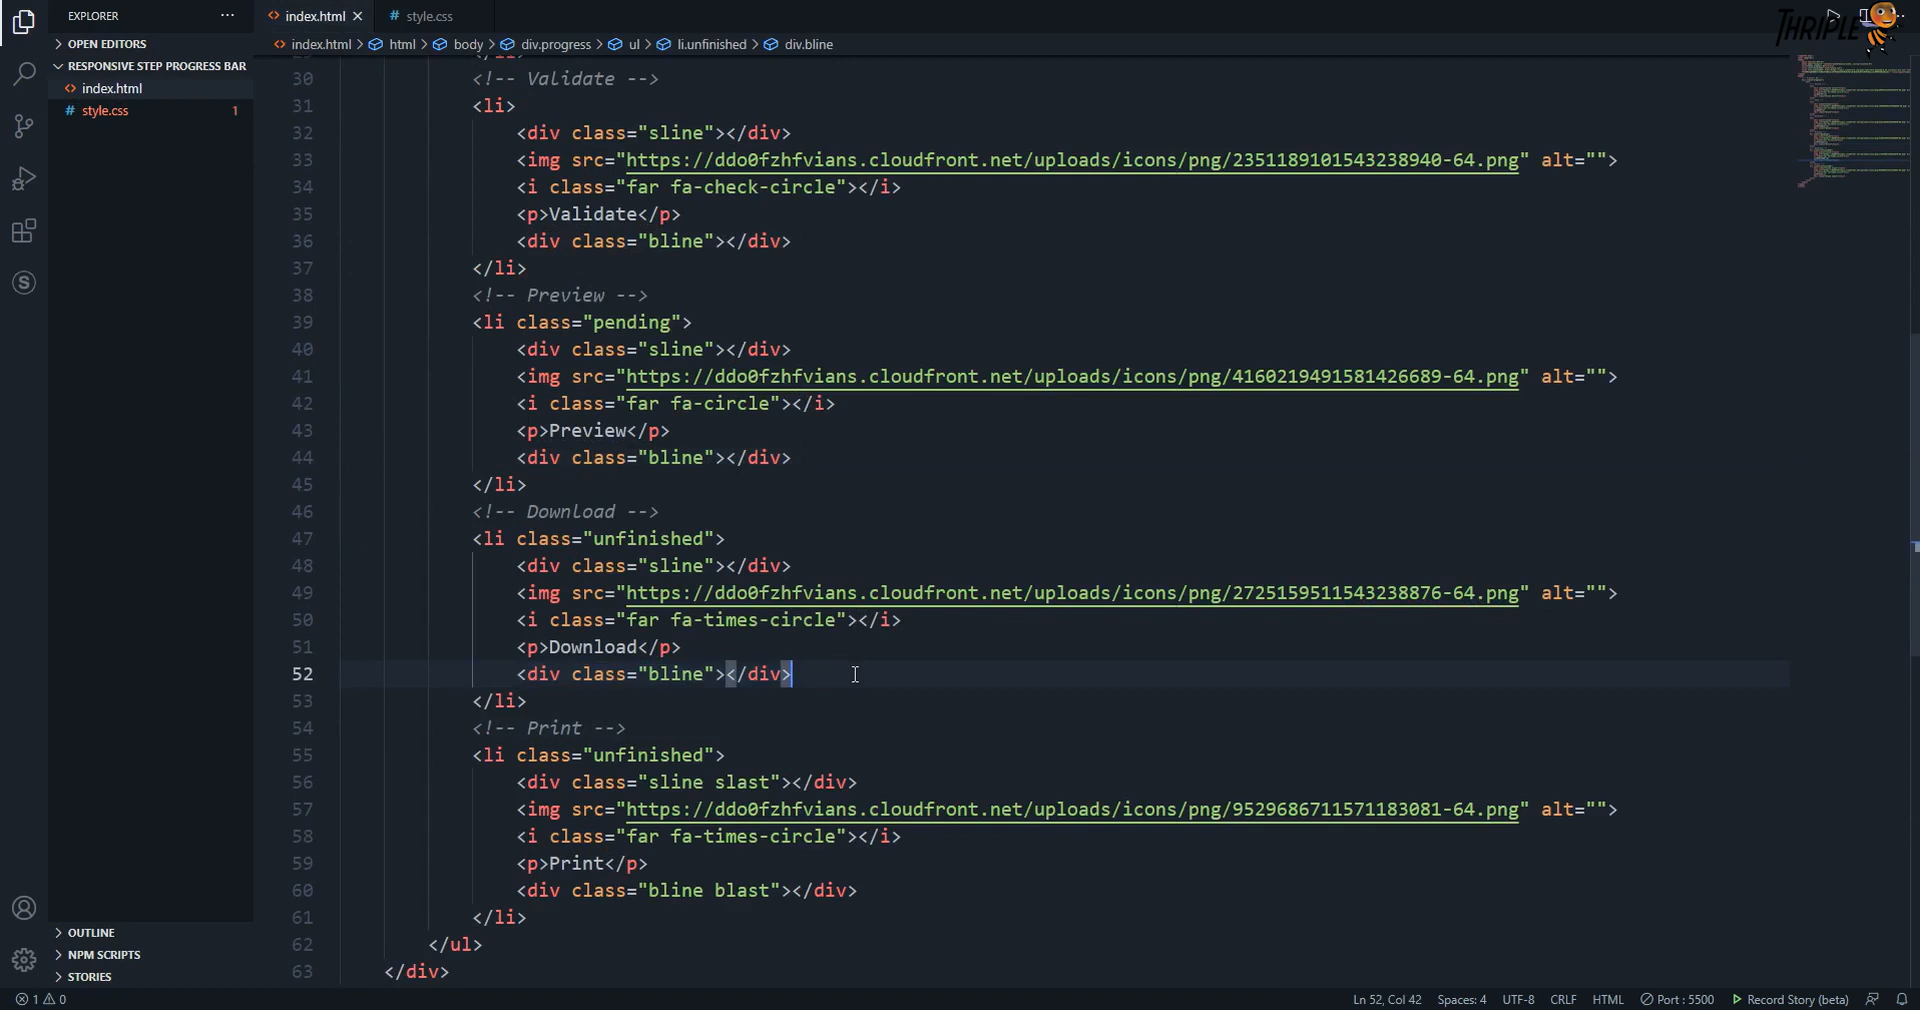 EXPLORER ··· index.html style.css
THRIPLE
OPEN EDITORS
index.html > html > body > div.progress > ul > li.unfinished > div.bline
RESPONSIVE STEP PROGRESS BAR
index.html
style.css 1
30 <!-- Validate -->
31 <li>
32 <div class="sline"></div>
33 <img src="https://ddo0fzhfvians.cloudfront.net/uploads/icons/png/2351189101543238940-64.png" alt="">
34 <i class="far fa-check-circle"></i>
35 <p>Validate</p>
36 <div class="bline"></div>
37 </li>
38 <!-- Preview -->
39 <li class="pending">
40 <div class="sline"></div>
41 <img src="https://ddo0fzhfvians.cloudfront.net/uploads/icons/png/4160219491581426689-64.png" alt="">
42 <i class="far fa-circle"></i>
43 <p>Preview</p>
44 <div class="bline"></div>
45 </li>
46 <!-- Download -->
47 <li class="unfinished">
48 <div class="sline"></div>
49 <img src="https://ddo0fzhfvians.cloudfront.net/uploads/icons/png/2725159511543238876-64.png" alt="">
50 <i class="far fa-times-circle"></i>
51 <p>Download</p>
52 <div class="bline"></div>
53 </li>
54 <!-- Print -->
55 <li class="unfinished">
56 <div class="sline slast"></div>
57 <img src="https://ddo0fzhfvians.cloudfront.net/uploads/icons/png/9529686711571183081-64.png" alt="">
58 <i class="far fa-times-circle"></i>
59 <p>Print</p>
60 <div class="bline blast"></div>
61 </li>
62 </ul>
63 </div>
OUTLINE
NPM SCRIPTS
STORIES
1 0 Ln 52, Col 42 Spaces: 4 UTF-8 CRLF HTML Port : 5500 Record Story (beta)